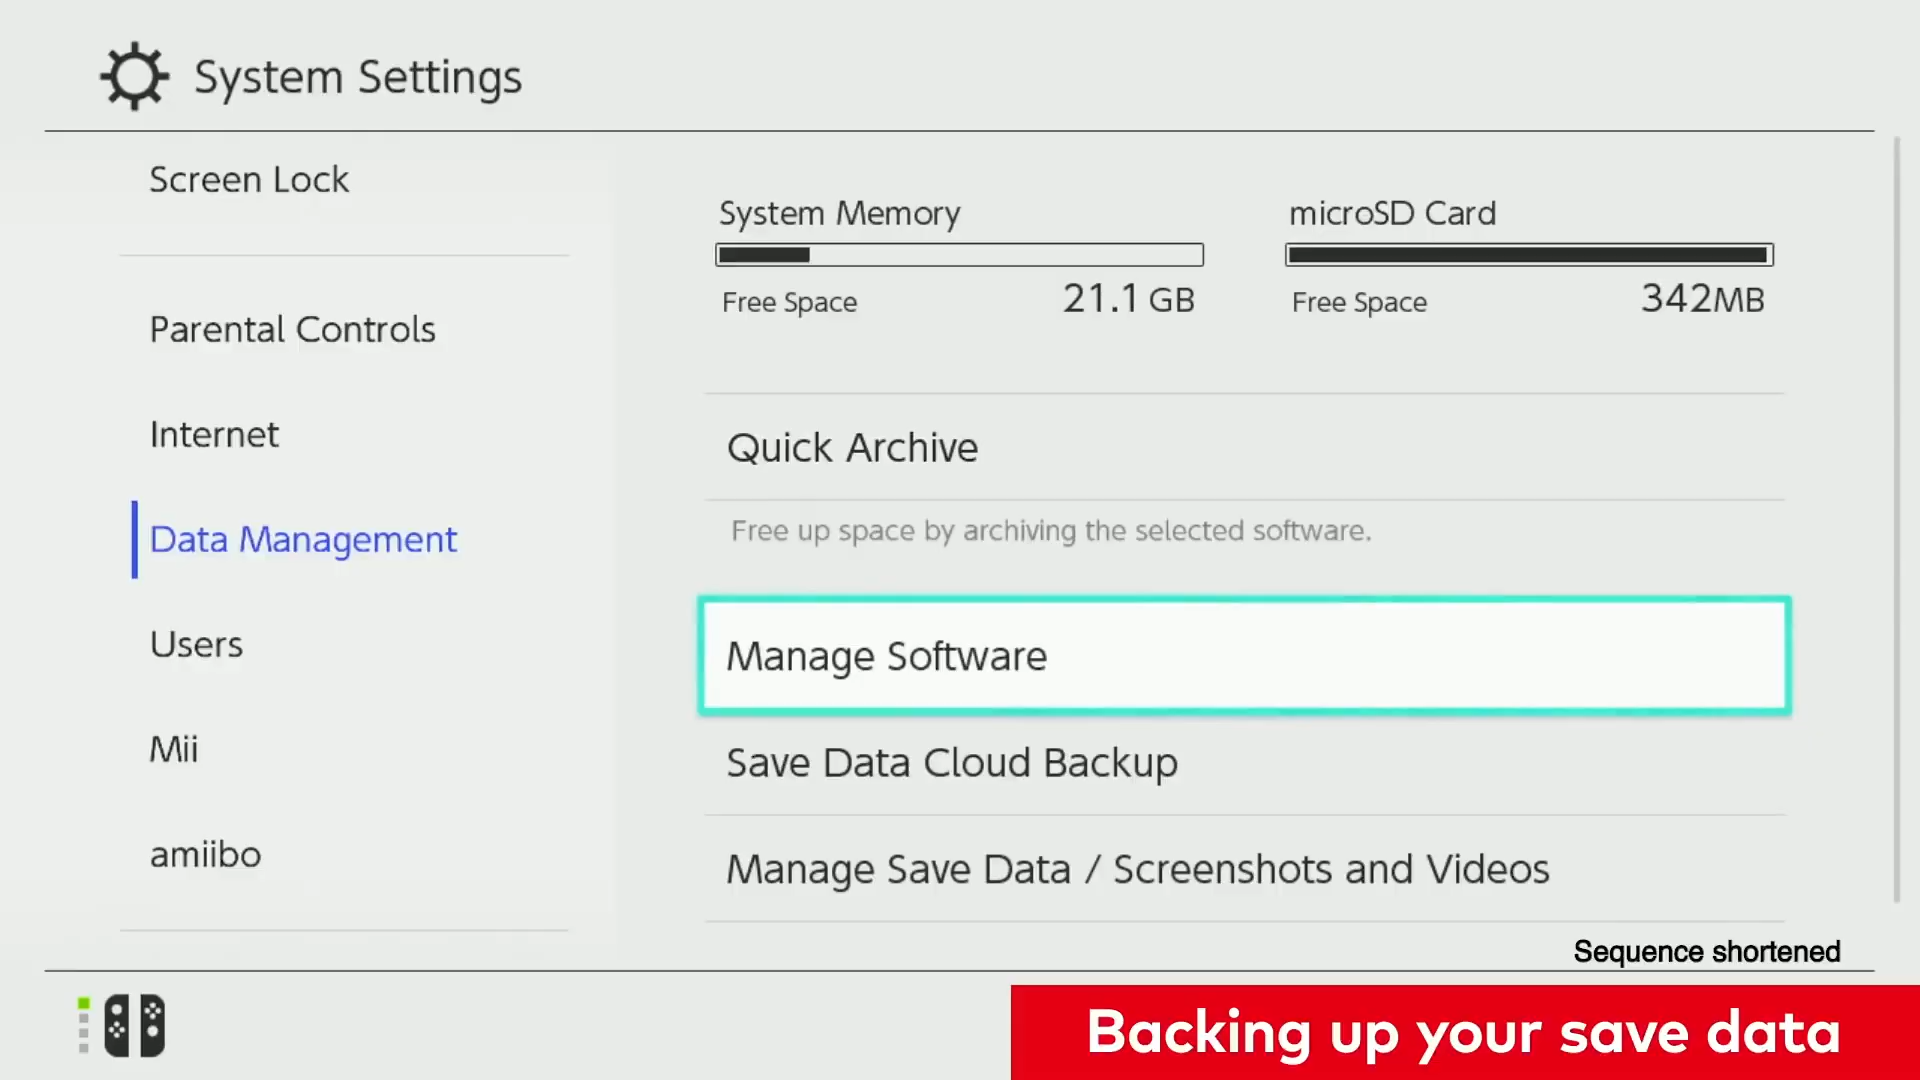 System Settings
Screen Lock
Parental Controls
Internet
Data Management
Users
Mii
amiibo
System Memory
Free Space 21.1 GB
microSD Card
Free Space 342MB
Quick Archive
Free up space by archiving the selected software.
Manage Software
Save Data Cloud Backup
Manage Save Data / Screenshots and Videos
Sequence shortened
Backing up your save data